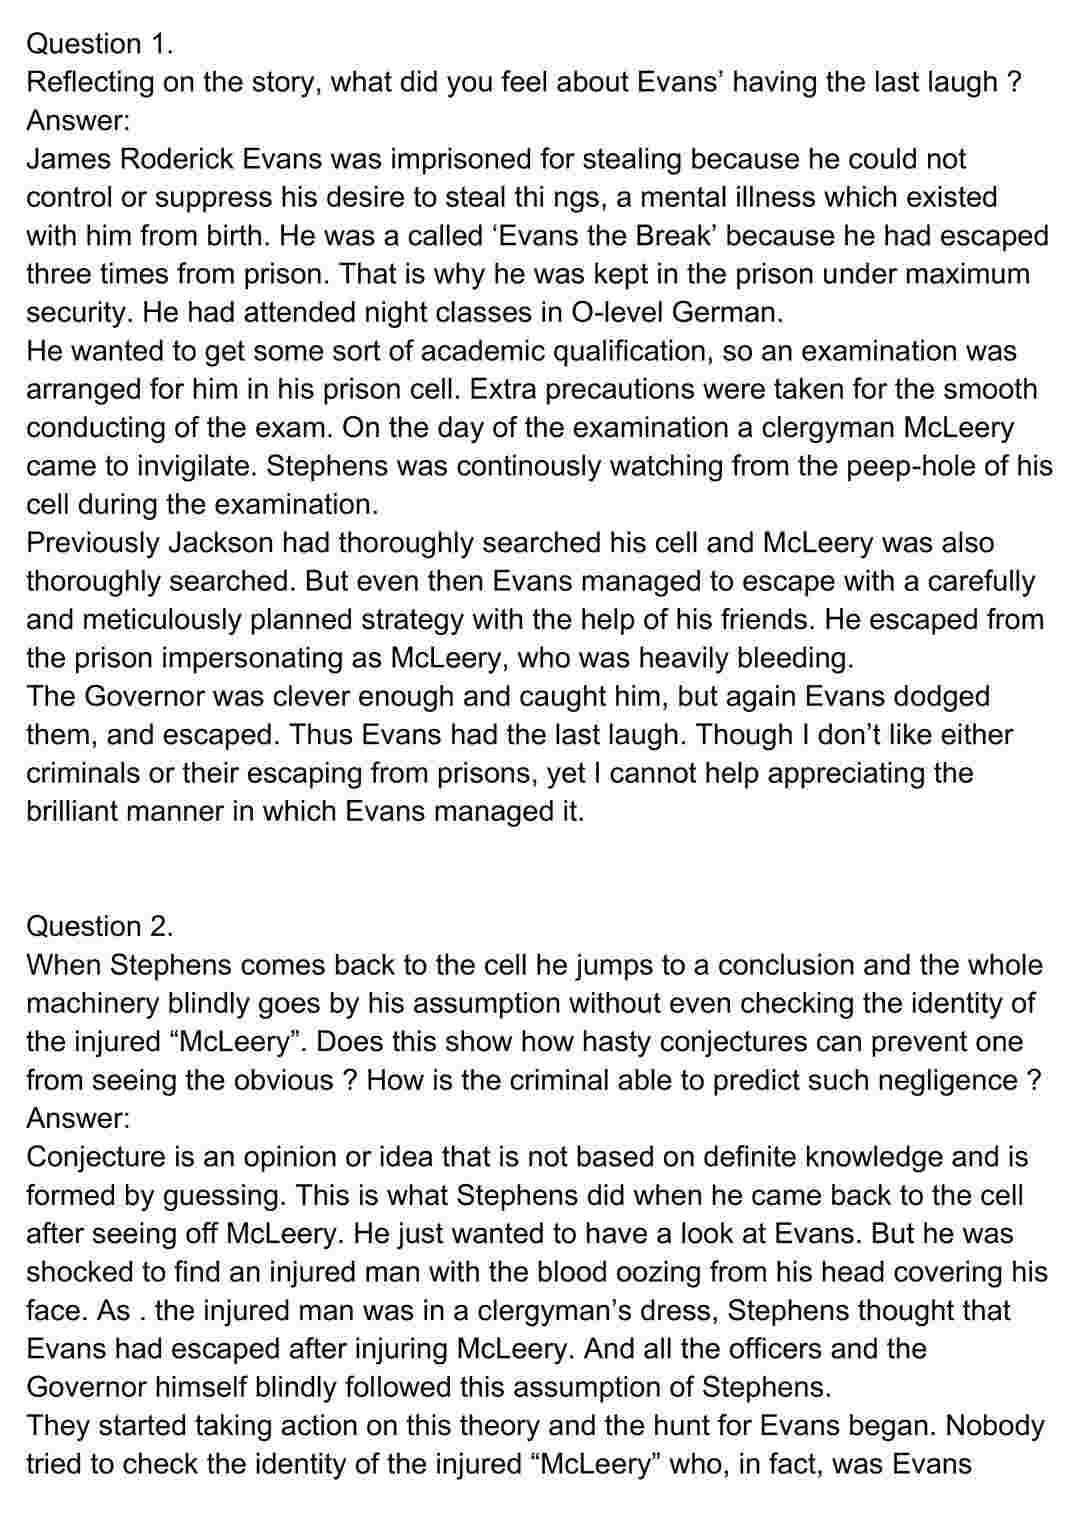 Question 1.
Reflecting on the story, what did you feel about Evans’ having the last laugh ?
Answer:
James Roderick Evans was imprisoned for stealing because he could not
control or suppress his desire to steal thi ngs, a mental illness which existed
with him from birth. He was a called ‘Evans the Break’ because he had escaped
three times from prison. That is why he was kept in the prison under maximum
security. He had attended night classes in O-level German.
He wanted to get some sort of academic qualification, so an examination was
arranged for him in his prison cell. Extra precautions were taken for the smooth
conducting of the exam. On the day of the examination a clergyman McLeery
came to invigilate. Stephens was continously watching from the peep-hole of his
cell during the examination.
Previously Jackson had thoroughly searched his cell and McLeery was also
thoroughly searched. But even then Evans managed to escape with a carefully
and meticulously planned strategy with the help of his friends. He escaped from
the prison impersonating as McLeery, who was heavily bleeding.
The Governor was clever enough and caught him, but again Evans dodged
them, and escaped. Thus Evans had the last laugh. Though I don’t like either
criminals or their escaping from prisons, yet I cannot help appreciating the
brilliant manner in which Evans managed it.
Question 2.
When Stephens comes back to the cell he jumps to a conclusion and the whole
machinery blindly goes by his assumption without even checking the identity of
the injured “McLeery”. Does this show how hasty conjectures can prevent one
from seeing the obvious ? How is the criminal able to predict such negligence ?
Answer:
Conjecture is an opinion or idea that is not based on definite knowledge and is
formed by guessing. This is what Stephens did when he came back to the cell
after seeing off McLeery. He just wanted to have a look at Evans. But he was
shocked to find an injured man with the blood oozing from his head covering his
face. As . the injured man was in a clergyman’s dress, Stephens thought that
Evans had escaped after injuring McLeery. And all the officers and the
Governor himself blindly followed this assumption of Stephens.
They started taking action on this theory and the hunt for Evans began. Nobody
tried to check the identity of the injured “McLeery” who, in fact, was Evans